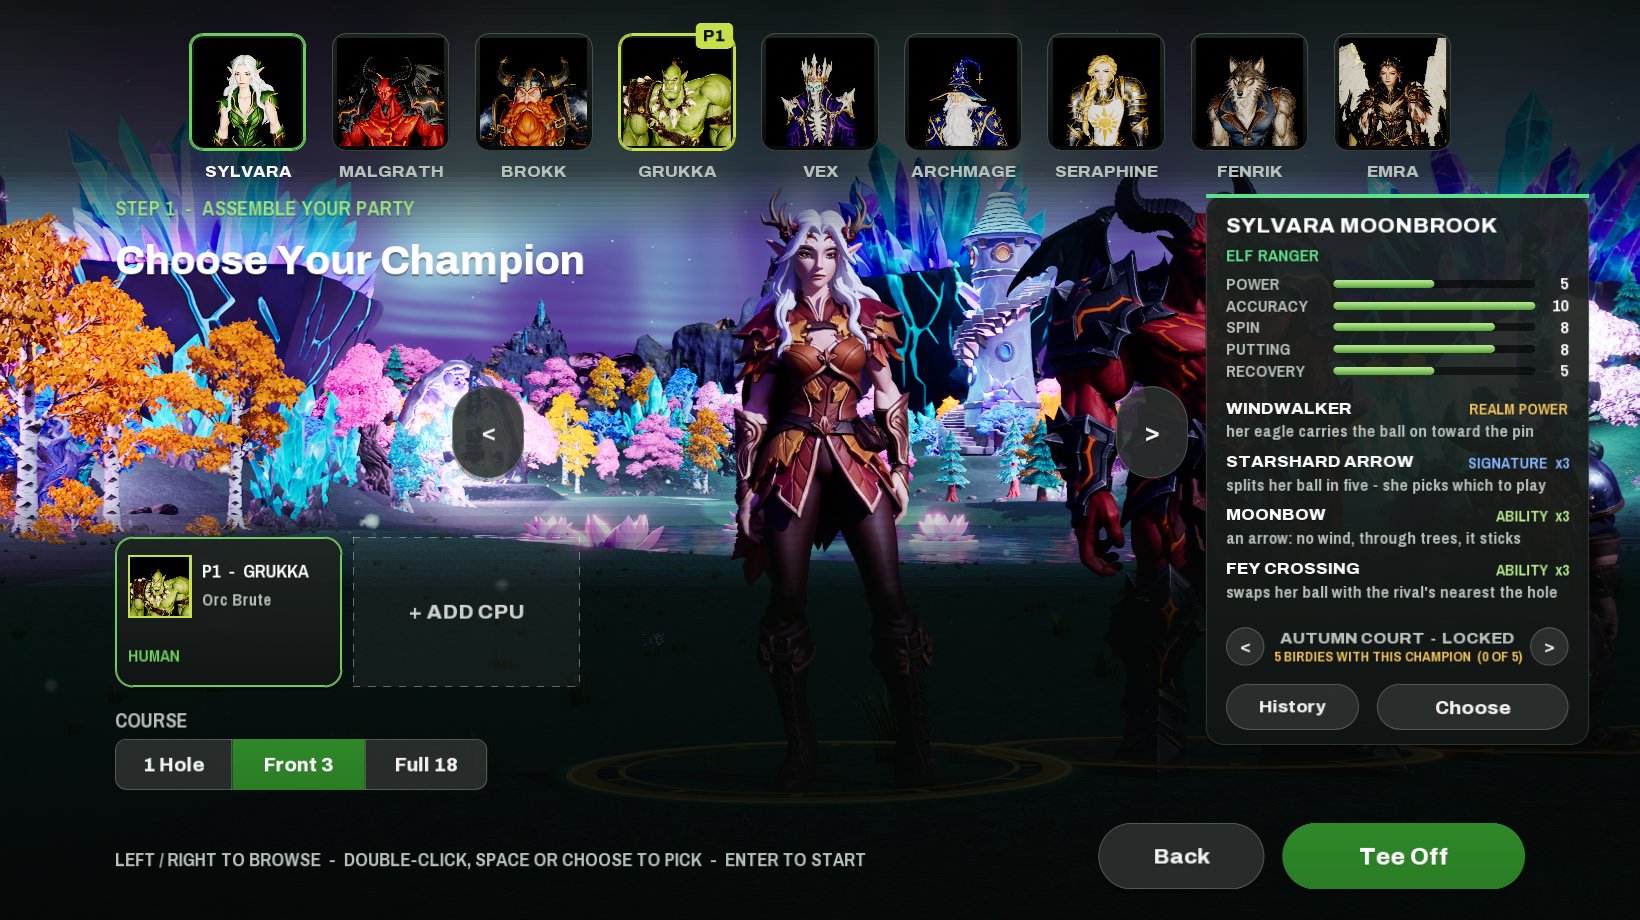 P1
SYLVARA
MALGRATH
BROKK
GRUKKA
VEX
ARCHMAGE
SERAPHINE
FENRIK
EMRA
STEP 1 - ASSEMBLE YOUR PARTY
Choose Your Champion
<
>
SYLVARA MOONBROOK
ELF RANGER
POWER 5
ACCURACY 10
SPIN 8
PUTTING 8
RECOVERY 5
WINDWALKER REALM POWER
her eagle carries the ball on toward the pin
STARSHARD ARROW SIGNATURE x3
splits her ball in five - she picks which to play
MOONBOW ABILITY x3
an arrow: no wind, through trees, it sticks
FEY CROSSING ABILITY x3
swaps her ball with the rival's nearest the hole
< AUTUMN COURT - LOCKED >
5 BIRDIES WITH THIS CHAMPION (0 OF 5)
History Choose
P1 - GRUKKA
Orc Brute
HUMAN
+ ADD CPU
COURSE
1 Hole Front 3 Full 18
LEFT / RIGHT TO BROWSE - DOUBLE-CLICK, SPACE OR CHOOSE TO PICK - ENTER TO START
Back Tee Off